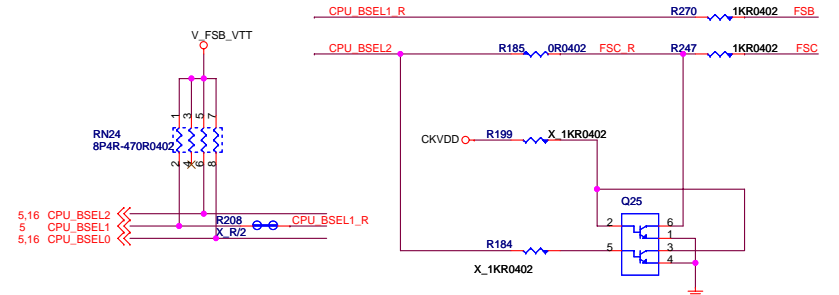 CPU_BSEL1_R
R270
1KR0402
FSB
V_FSB_VTT
CPU_BSEL2
R185
0R0402
FSC_R
R247
1KR0402
FSC
1
3
5
7
RN24
8P4R-470R0402
2
4
6
8
CKVDD
R199
X_1KR0402
Q25
5,16 CPU_BSEL2
5 CPU_BSEL1
5,16 CPU_BSEL0
R208
X_R/2
CPU_BSEL1_R
2
6
1
R184
X_1KR0402
5
3
4